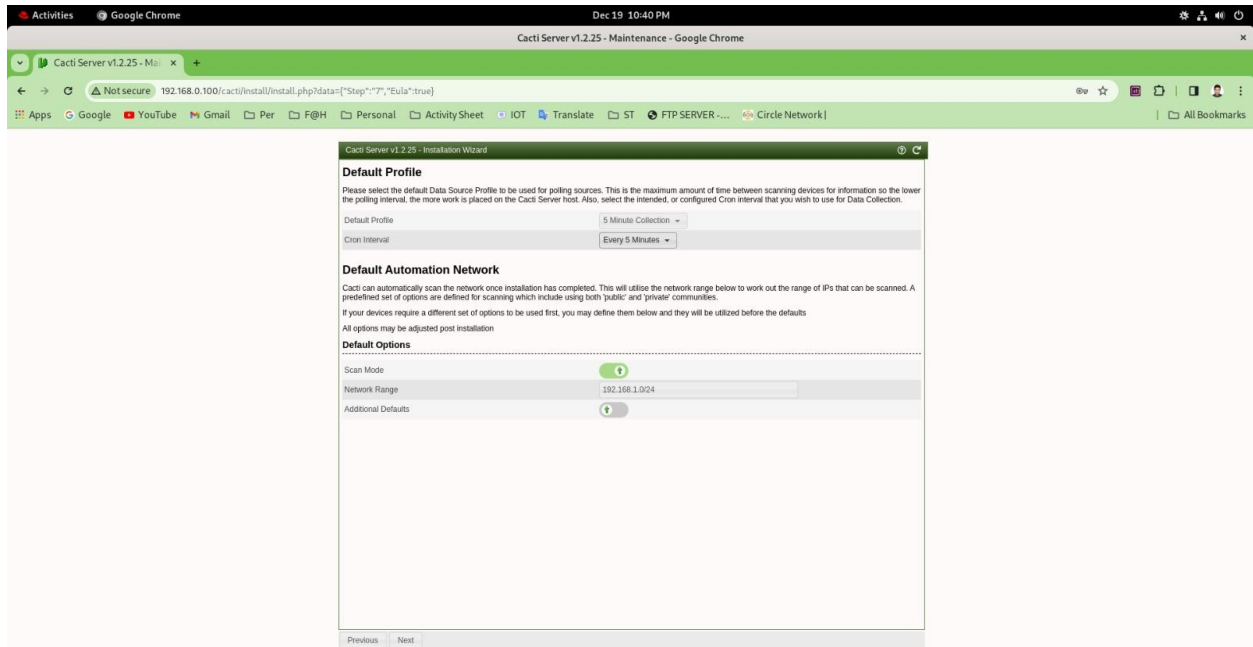 Activities Google Chrome Dec 19 10:40 PM
Cacti Server v1.2.25 - Maintenance - Google Chrome
Cacti Server v1.2.25 - Mai
192.168.0.100/cacti/install/install.php?data={"Step":"7","Eula":true}
Not secure
Apps Google YouTube Gmail Per F@H Personal Activity Sheet IOT Translate ST FTP SERVER -... Circle Network | All Bookmarks
Cacti Server v1.2.25 - Installation Wizard
Default Profile
Please select the default Data Source Profile to be used for polling sources. This is the maximum amount of time between scanning devices for information so the lower
the polling interval, the more work is placed on the Cacti Server host. Also, select the intended, or configured Cron interval that you wish to use for Data Collection.
Default Profile 5 Minute Collection
Cron Interval Every 5 Minutes
Default Automation Network
Cacti can automatically scan the network once installation has completed. This will utilise the network range below to work out the range of IPs that can be scanned. A
predefined set of options are defined for scanning which include using both 'public' and 'private' communities.
If your devices require a different set of options to be used first, you may define them below and they will be utilized before the defaults
All options may be adjusted post installation
Default Options
Scan Mode
Network Range 192.168.1.0/24
Additional Defaults
Previous Next